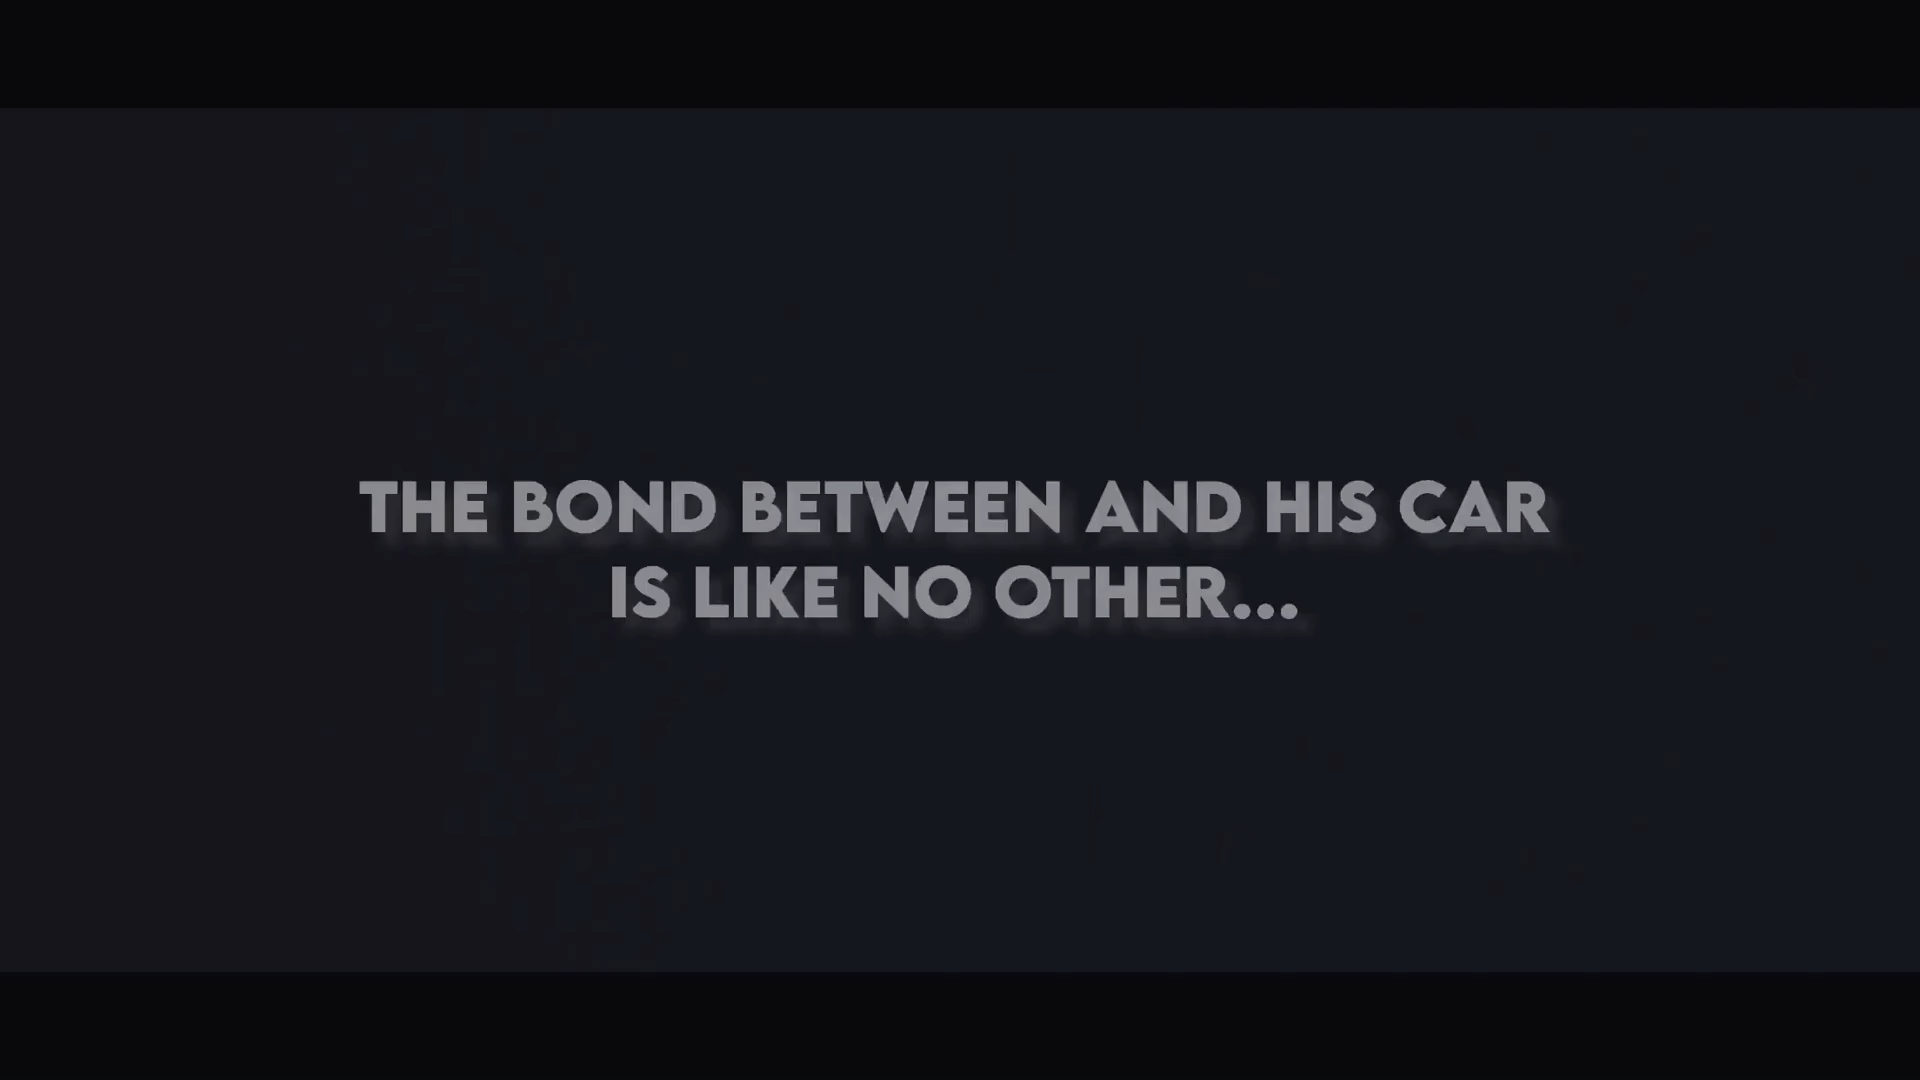 THE BOND BETWEEN AND HIS CAR
IS LIKE NO OTHER...